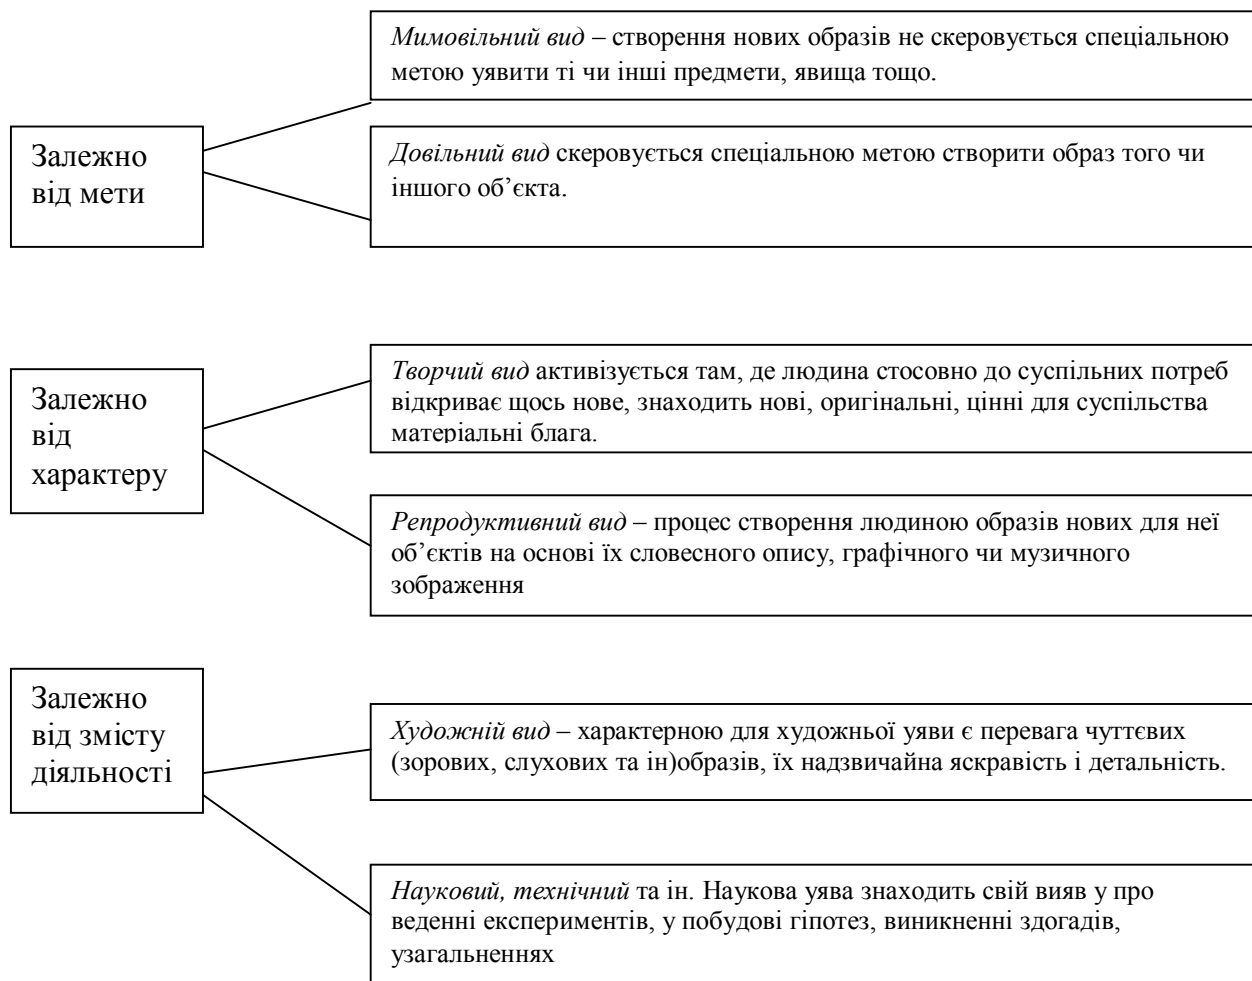 Мимовільний вид – створення нових образів не скеровується спеціальною
метою уявити ті чи інші предмети, явища тощо.
Залежно
від мети
Довільний вид скеровується спеціальною метою створити образ того чи
іншого об’єкта.
Творчий вид активізується там, де людина стосовно до суспільних потреб
відкриває щось нове, знаходить нові, оригінальні, цінні для суспільства
матеріальні блага.
Залежно
від
характеру
Репродуктивний вид – процес створення людиною образів нових для неї
об’єктів на основі їх словесного опису, графічного чи музичного
зображення
Залежно
від змісту
діяльності
Художній вид – характерною для художньої уяви є перевага чуттєвих
(зорових, слухових та ін)образів, їх надзвичайна яскравість і детальність.
Науковий, технічний та ін. Наукова уява знаходить свій вияв у про
веденні експериментів, у побудові гіпотез, виникненні здогадів,
узагальненнях